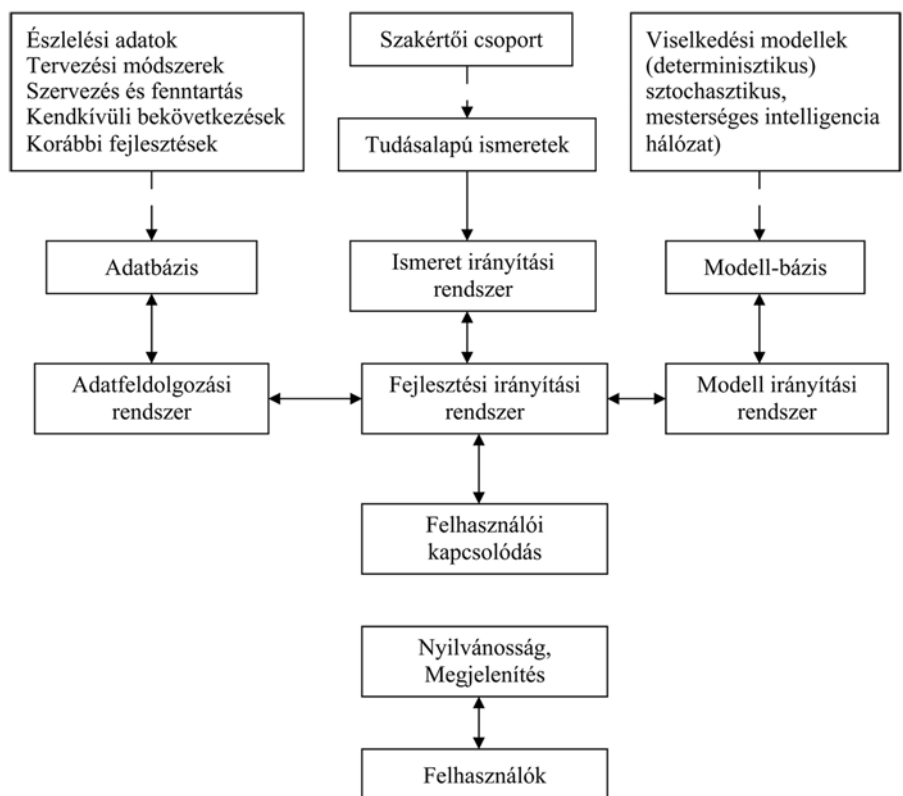 Észlelési adatok
Tervezési módszerek
Szervezés és fenntartás
Kendkívüli bekövetkezések
Korábbi fejlesztések
Szakértői csoport
Viselkedési modellek
(determinisztikus)
sztochasztikus,
mesterséges intelligencia
hálózat)
Tudásalapú ismeretek
Adatbázis
Ismeret irányítási
rendszer
Modell-bázis
Adatfeldolgozási
rendszer
Fejlesztési irányítási
rendszer
Modell irányítási
rendszer
Felhasználói
kapcsolódás
Nyilvánosság,
Megjelenítés
Felhasználók